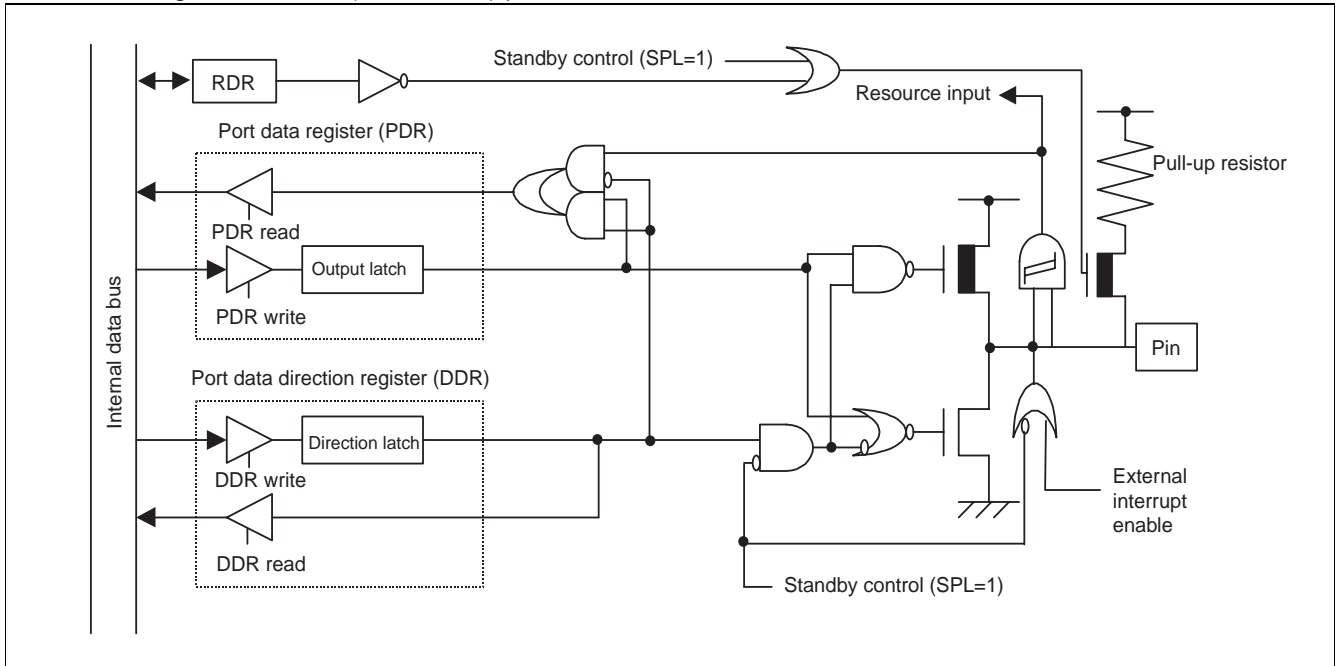 Standby control (SPL=1)
RDR
Resource input
Port data register (PDR)
Pull-up resistor
PDR read
Output latch
PDR write
Pin
Internal data bus
Port data direction register (DDR)
Direction latch
DDR write
External
interrupt
enable
DDR read
Standby control (SPL=1)